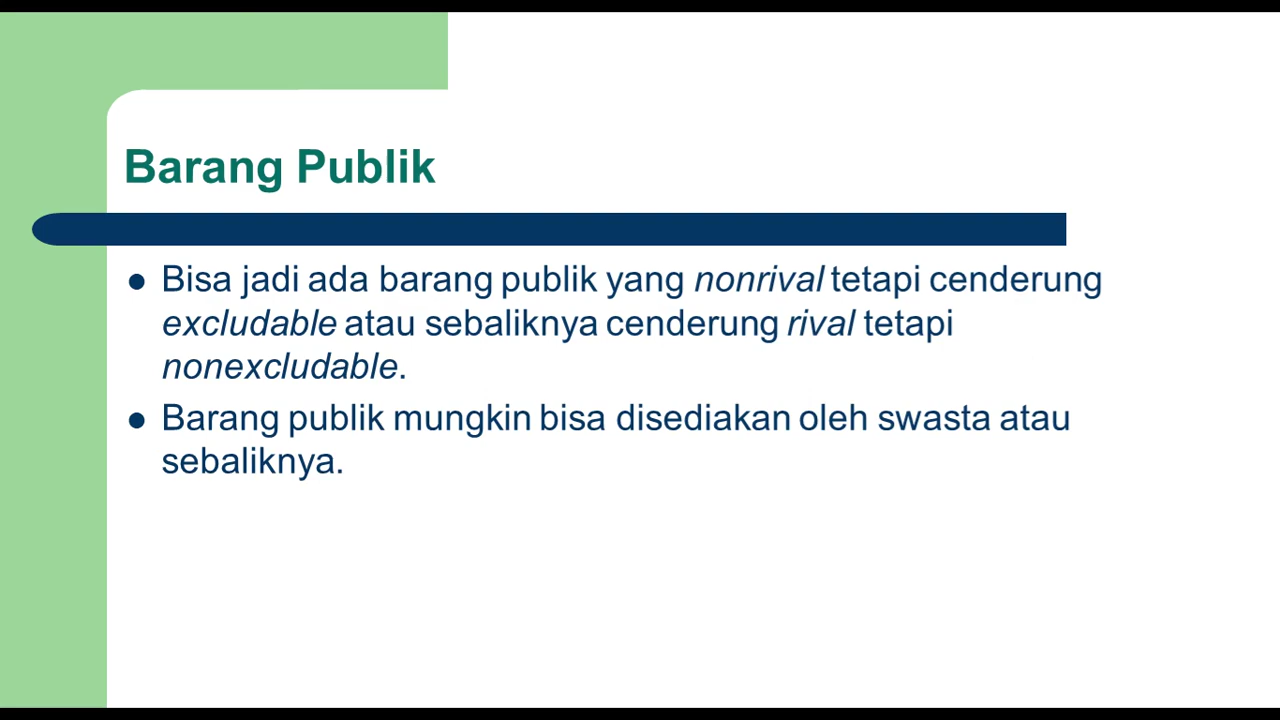 Barang Publik
● Bisa jadi ada barang publik yang nonrival tetapi cenderung
excludable atau sebaliknya cenderung rival tetapi
nonexcludable.
● Barang publik mungkin bisa disediakan oleh swasta atau
sebaliknya.